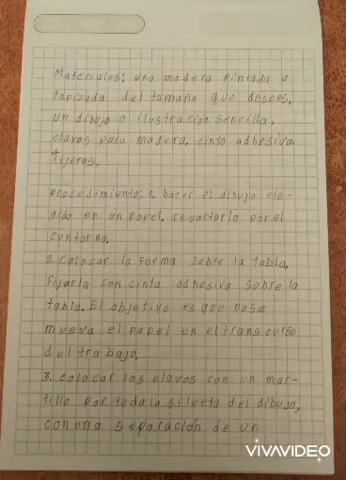 Materiales: una madera pintada o
tapizada del tamaño que desees,
un dibujo o ilustración sencilla,
clavos para madera, cinta adhesiva
tijeras.
Procedimiento: 1. hacer el dibujo ele-
gido en un papel, recortarlo por el
contorno.
2. Colocar la forma sobre la tabla,
fijarla con cinta adhesiva sobre la
tabla. El objetivo es que no se
mueva el papel en el transcurso
del trabajo.
3. colocar los clavos con un mar-
tillo por toda la silueta del dibujo,
con una separación de un
VIVAVIDEO